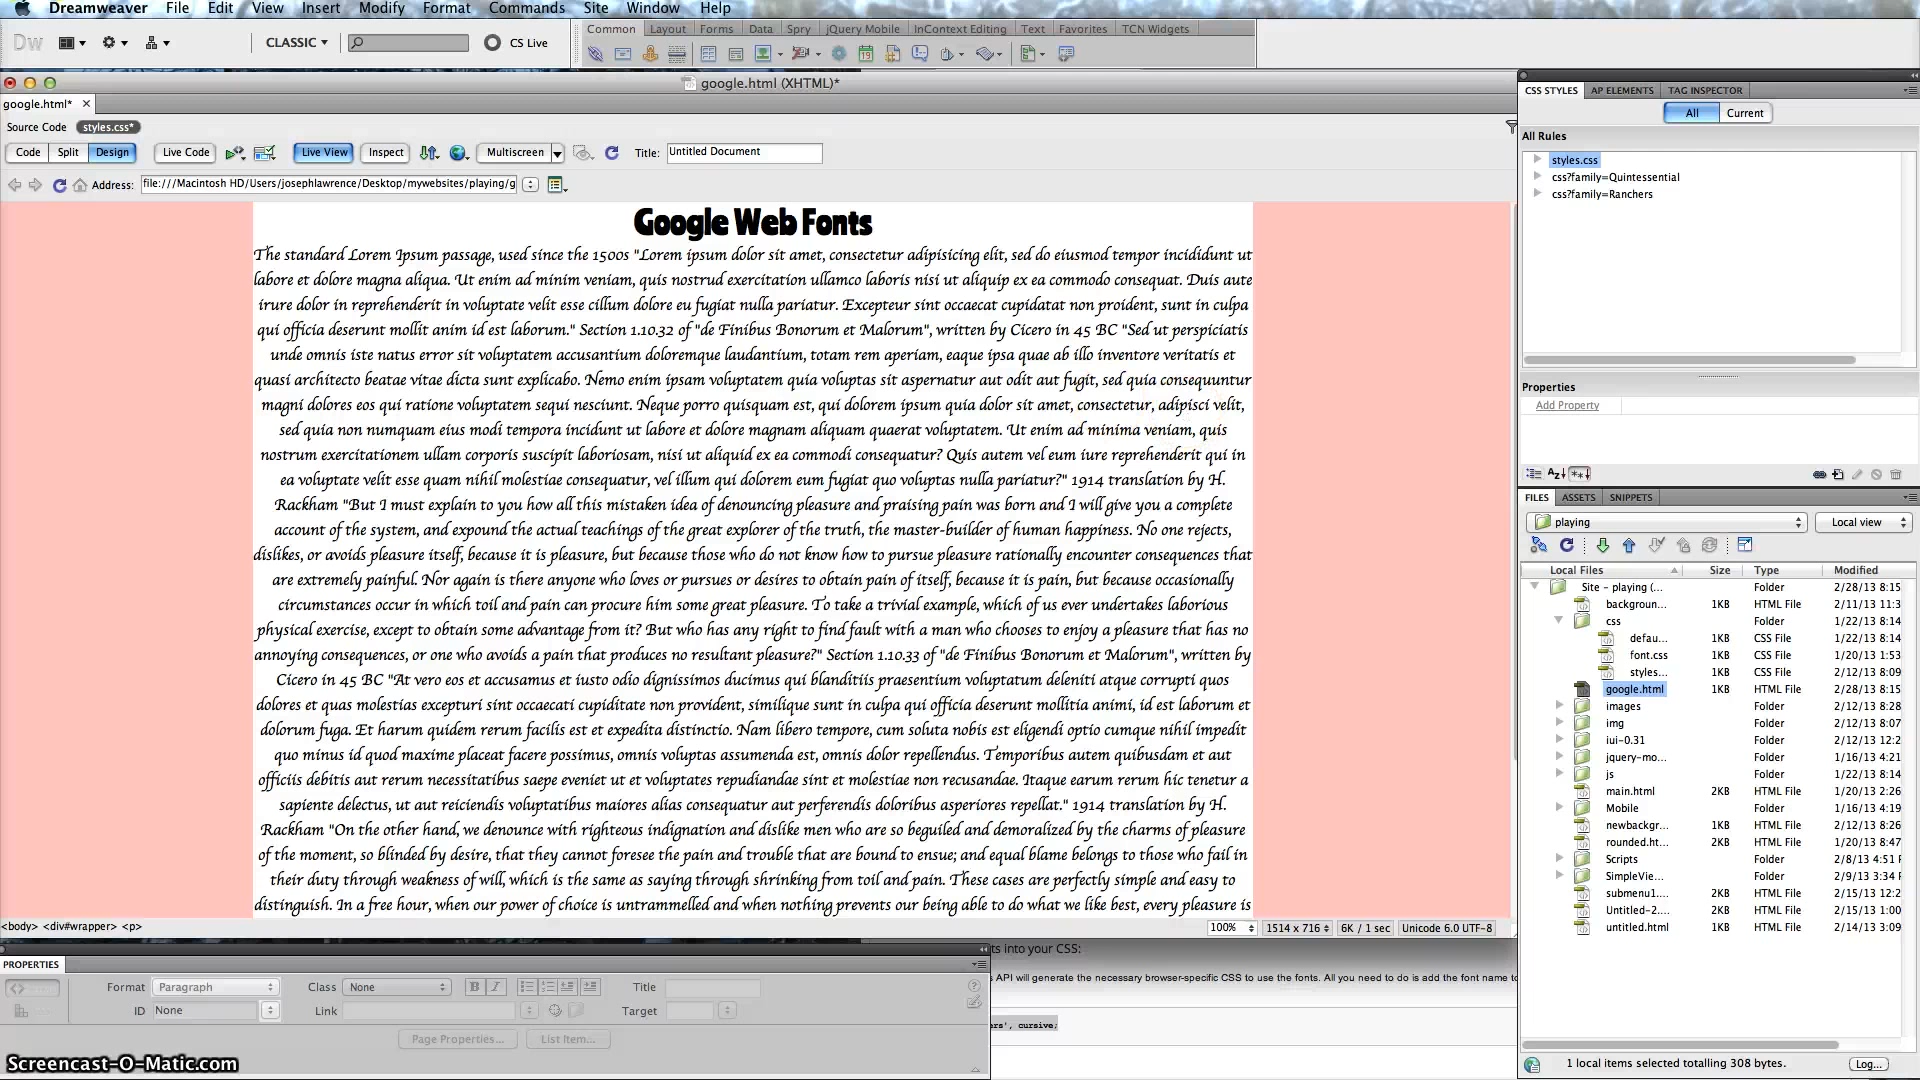 Dreamweaver File Edit View Insert Modify Format Commands Site Window Help
Common Layout Forms Data Spry jQuery Mobile InContext Editing Text Favorites TCN Widgets
Dw CLASSIC CS Live
google.html (XHTML)*
google.html*
Source Code styles.css*
Code Split Design Live Code Live View Inspect Multiscreen Title: Untitled Document
Address: file:///Macintosh HD/Users/josephlawrence/Desktop/mywebsites/playing/g
Google Web Fonts
The standard Lorem Ipsum passage, used since the 1500s "Lorem ipsum dolor sit amet, consectetur adipisicing elit, sed do eiusmod tempor incididunt ut
labore et dolore magna aliqua. Ut enim ad minim veniam, quis nostrud exercitation ullamco laboris nisi ut aliquip ex ea commodo consequat. Duis aute
irure dolor in reprehenderit in voluptate velit esse cillum dolore eu fugiat nulla pariatur. Excepteur sint occaecat cupidatat non proident, sunt in culpa
qui officia deserunt mollit anim id est laborum." Section 1.10.32 of "de Finibus Bonorum et Malorum", written by Cicero in 45 BC "Sed ut perspiciatis
unde omnis iste natus error sit voluptatem accusantium doloremque laudantium, totam rem aperiam, eaque ipsa quae ab illo inventore veritatis et
quasi architecto beatae vitae dicta sunt explicabo. Nemo enim ipsam voluptatem quia voluptas sit aspernatur aut odit aut fugit, sed quia consequuntur
magni dolores eos qui ratione voluptatem sequi nesciunt. Neque porro quisquam est, qui dolorem ipsum quia dolor sit amet, consectetur, adipisci velit,
sed quia non numquam eius modi tempora incidunt ut labore et dolore magnam aliquam quaerat voluptatem. Ut enim ad minima veniam, quis
nostrum exercitationem ullam corporis suscipit laboriosam, nisi ut aliquid ex ea commodi consequatur? Quis autem vel eum iure reprehenderit qui in
ea voluptate velit esse quam nihil molestiae consequatur, vel illum qui dolorem eum fugiat quo voluptas nulla pariatur?" 1914 translation by H.
Rackham "But I must explain to you how all this mistaken idea of denouncing pleasure and praising pain was born and I will give you a complete
account of the system, and expound the actual teachings of the great explorer of the truth, the master-builder of human happiness. No one rejects,
dislikes, or avoids pleasure itself, because it is pleasure, but because those who do not know how to pursue pleasure rationally encounter consequences that
are extremely painful. Nor again is there anyone who loves or pursues or desires to obtain pain of itself, because it is pain, but because occasionally
circumstances occur in which toil and pain can procure him some great pleasure. To take a trivial example, which of us ever undertakes laborious
physical exercise, except to obtain some advantage from it? But who has any right to find fault with a man who chooses to enjoy a pleasure that has no
annoying consequences, or one who avoids a pain that produces no resultant pleasure?" Section 1.10.33 of "de Finibus Bonorum et Malorum", written by
Cicero in 45 BC "At vero eos et accusamus et iusto odio dignissimos ducimus qui blanditiis praesentium voluptatum deleniti atque corrupti quos
dolores et quas molestias excepturi sint occaecati cupiditate non provident, similique sunt in culpa qui officia deserunt mollitia animi, id est laborum et
dolorum fuga. Et harum quidem rerum facilis est et expedita distinctio. Nam libero tempore, cum soluta nobis est eligendi optio cumque nihil impedit
quo minus id quod maxime placeat facere possimus, omnis voluptas assumenda est, omnis dolor repellendus. Temporibus autem quibusdam et aut
officiis debitis aut rerum necessitatibus saepe eveniet ut et voluptates repudiandae sint et molestiae non recusandae. Itaque earum rerum hic tenetur a
sapiente delectus, ut aut reiciendis voluptatibus maiores alias consequatur aut perferendis doloribus asperiores repellat." 1914 translation by H.
Rackham "On the other hand, we denounce with righteous indignation and dislike men who are so beguiled and demoralized by the charms of pleasure
of the moment, so blinded by desire, that they cannot foresee the pain and trouble that are bound to ensue; and equal blame belongs to those who fail in
their duty through weakness of will, which is the same as saying through shrinking from toil and pain. These cases are perfectly simple and easy to
distinguish. In a free hour, when our power of choice is untrammelled and when nothing prevents our being able to do what we like best, every pleasure is
<body> <div#wrapper> <p> 100% 1514 x 716 6K / 1 sec Unicode 6.0 UTF-8
ts into your CSS:
API will generate the necessary browser-specific CSS to use the fonts. All you need to do is add the font name to
rs', cursive;
PROPERTIES
Format Paragraph Class None B I Title
ID None Link Target
Page Properties... List Item...
Screencast-O-Matic.com
CSS STYLES AP ELEMENTS TAG INSPECTOR
All Current
All Rules
styles.css
css?family=Quintessential
css?family=Ranchers
Properties
Add Property
FILES ASSETS SNIPPETS
playing Local view
Local Files Size Type Modified
Site - playing (... Folder 2/28/13 8:15
backgroun... 1KB HTML File 2/11/13 11:3
css Folder 1/22/13 8:14
defau... 1KB CSS File 1/22/13 8:14
font.css 1KB CSS File 1/20/13 1:53
styles... 1KB CSS File 2/12/13 8:09
google.html 1KB HTML File 2/28/13 8:15
images Folder 2/12/13 8:28
img Folder 2/12/13 8:07
iui-0.31 Folder 2/12/13 12:2
jquery-mo... Folder 1/16/13 4:21
js Folder 1/22/13 8:14
main.html 2KB HTML File 1/20/13 2:26
Mobile Folder 1/16/13 4:19
newbackgr... 1KB HTML File 2/12/13 8:26
rounded.ht... 2KB HTML File 1/20/13 8:47
Scripts Folder 2/8/13 4:51
SimpleVie... Folder 2/9/13 3:34
submenu1.... 2KB HTML File 2/15/13 12:2
Untitled-2.... 2KB HTML File 2/15/13 1:00
untitled.html 1KB HTML File 2/14/13 3:09
1 local items selected totalling 308 bytes. Log...